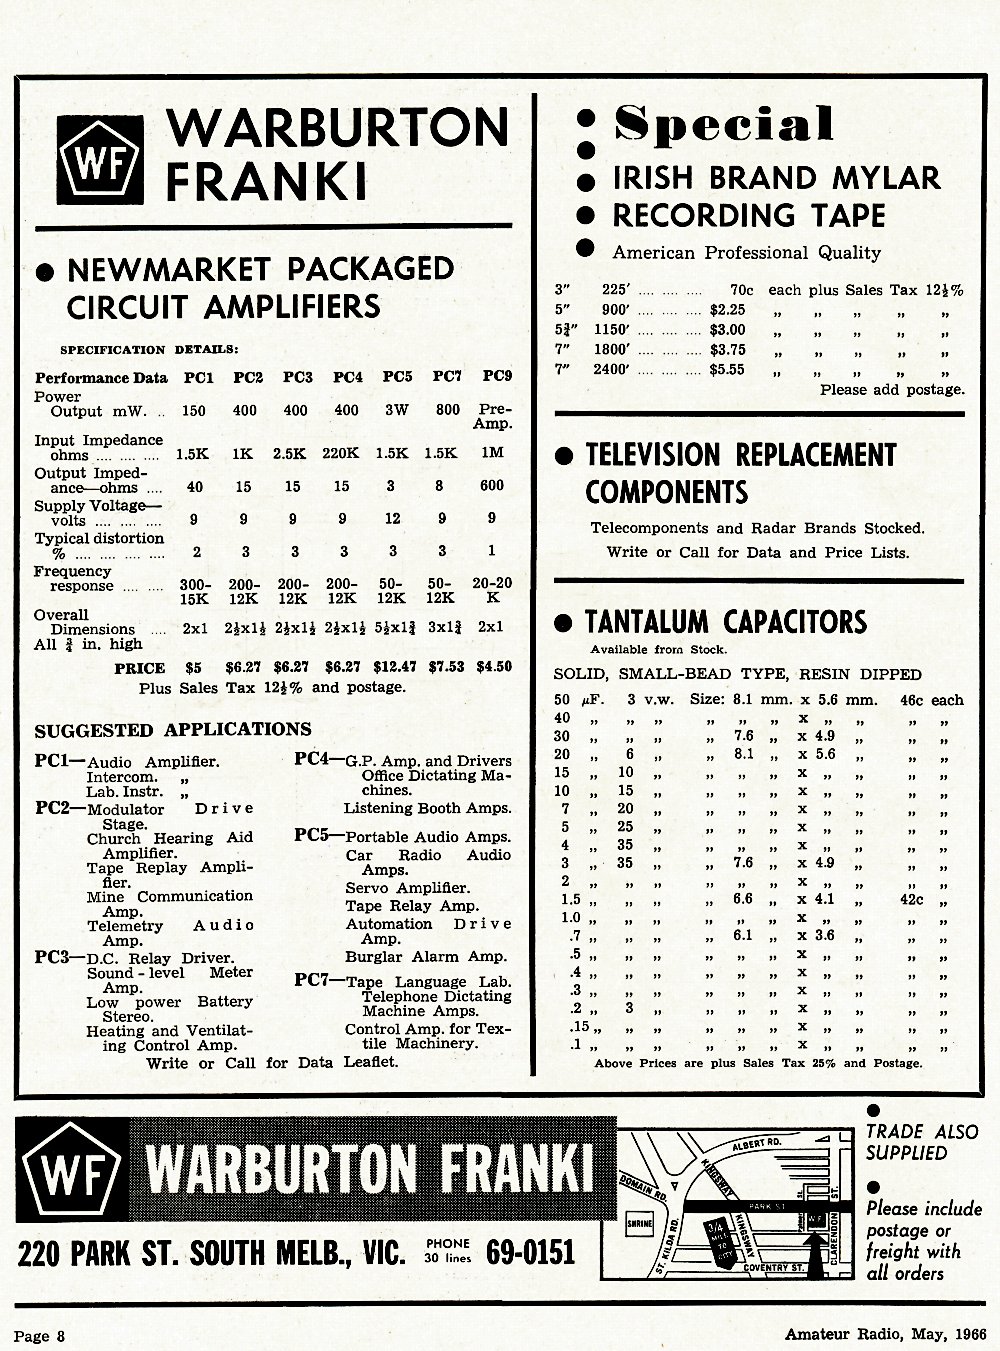 WF
WARBURTON
FRANKI
● NEWMARKET PACKAGED
CIRCUIT AMPLIFIERS
SPECIFICATION DETAILS:
Performance Data PC1 PC2 PC3 PC4 PC5 PC7 PC9
Power
Output mW. .. 150 400 400 400 3W 800 Pre-
Amp.
Input Impedance
ohms .... .... .... 1.5K 1K 2.5K 220K 1.5K 1.5K 1M
Output Imped-
ance—ohms .... 40 15 15 15 3 8 600
Supply Voltage—
volts .... .... .... 9 9 9 9 12 9 9
Typical distortion
% .... .... .... .... 2 3 3 3 3 3 1
Frequency
response .... .... 300- 200- 200- 200- 50- 50- 20-20
15K 12K 12K 12K 12K 12K K
Overall
Dimensions .... 2x1 2½x1½ 2½x1½ 2½x1½ 5½x1¾ 3x1¾ 2x1
All ¾ in. high
PRICE $5 $6.27 $6.27 $6.27 $12.47 $7.53 $4.50
Plus Sales Tax 12½% and postage.
SUGGESTED APPLICATIONS
PC1—Audio Amplifier.
Intercom. „
Lab. Instr. „
PC2—Modulator Drive
Stage.
Church Hearing Aid
Amplifier.
Tape Replay Ampli-
fier.
Mine Communication
Amp.
Telemetry Audio
Amp.
PC3—D.C. Relay Driver.
Sound-level Meter
Amp.
Low power Battery
Stereo.
Heating and Ventilat-
ing Control Amp.
PC4—G.P. Amp. and Drivers
Office Dictating Ma-
chines.
Listening Booth Amps.
PC5—Portable Audio Amps.
Car Radio Audio
Amps.
Servo Amplifier.
Tape Relay Amp.
Automation Drive
Amp.
Burglar Alarm Amp.
PC7—Tape Language Lab.
Telephone Dictating
Machine Amps.
Control Amp. for Tex-
tile Machinery.
Write or Call for Data Leaflet.
Special
IRISH BRAND MYLAR
RECORDING TAPE
American Professional Quality
3″ 225′ .... .... .... 70c each plus Sales Tax 12½%
5″ 900′ .... .... .... $2.25 „ „ „ „ „
5¾″ 1150′ .... .... .... $3.00 „ „ „ „ „
7″ 1800′ .... .... .... $3.75 „ „ „ „ „
7″ 2400′ .... .... .... $5.55 „ „ „ „ „
Please add postage.
● TELEVISION REPLACEMENT
COMPONENTS
Telecomponents and Radar Brands Stocked.
Write or Call for Data and Price Lists.
● TANTALUM CAPACITORS
Available from Stock.
SOLID, SMALL-BEAD TYPE, RESIN DIPPED
50 μF. 3 v.w. Size: 8.1 mm. x 5.6 mm. 46c each
40 „ „ „ „ „ „ x „ „ „ „
30 „ „ „ „ 7.6 „ x 4.9 „ „ „
20 „ 6 „ „ 8.1 „ x 5.6 „ „ „
15 „ 10 „ „ „ „ x „ „ „ „
10 „ 15 „ „ „ „ x „ „ „ „
7 „ 20 „ „ „ „ x „ „ „ „
5 „ 25 „ „ „ „ x „ „ „ „
4 „ 35 „ „ „ „ x „ „ „ „
3 „ 35 „ „ 7.6 „ x 4.9 „ „ „
2 „ „ „ „ „ „ x „ „ „ „
1.5 „ „ „ „ 6.6 „ x 4.1 „ 42c „
1.0 „ „ „ „ „ „ x „ „ „ „
.7 „ „ „ „ 6.1 „ x 3.6 „ „ „
.5 „ „ „ „ „ „ x „ „ „ „
.4 „ „ „ „ „ „ x „ „ „ „
.3 „ „ „ „ „ „ x „ „ „ „
.2 „ 3 „ „ „ „ x „ „ „ „
.15 „ „ „ „ „ „ x „ „ „ „
.1 „ „ „ „ „ „ x „ „ „ „
Above Prices are plus Sales Tax 25% and Postage.
WF WARBURTON FRANKI
220 PARK ST. SOUTH MELB., VIC. PHONE 30 lines 69-0151
ALBERT RD.
KINGSWAY
DOMAIN RD.
PARK ST.
SHRINE
ST. KILDA RD.
3/4 MILE TO CITY
KINGSWAY
WF
CLARENDON ST.
COVENTRY ST.
● TRADE ALSO
SUPPLIED
● Please include
postage or
freight with
all orders
Page 8
Amateur Radio, May, 1966